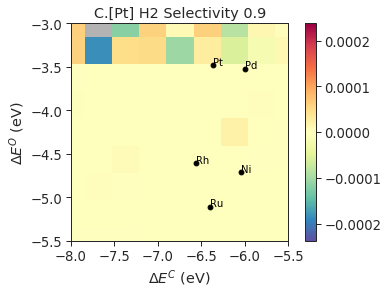 C.[Pt] H2 Selectivity 0.9
ΔE^O (eV)
−3.0
−3.5
−4.0
−4.5
−5.0
−5.5
Pt
Pd
Rh
Ni
Ru
0.0002
0.0001
0.0000
−0.0001
−0.0002
−8.0 −7.5 −7.0 −6.5 −6.0 −5.5
ΔE^C (eV)